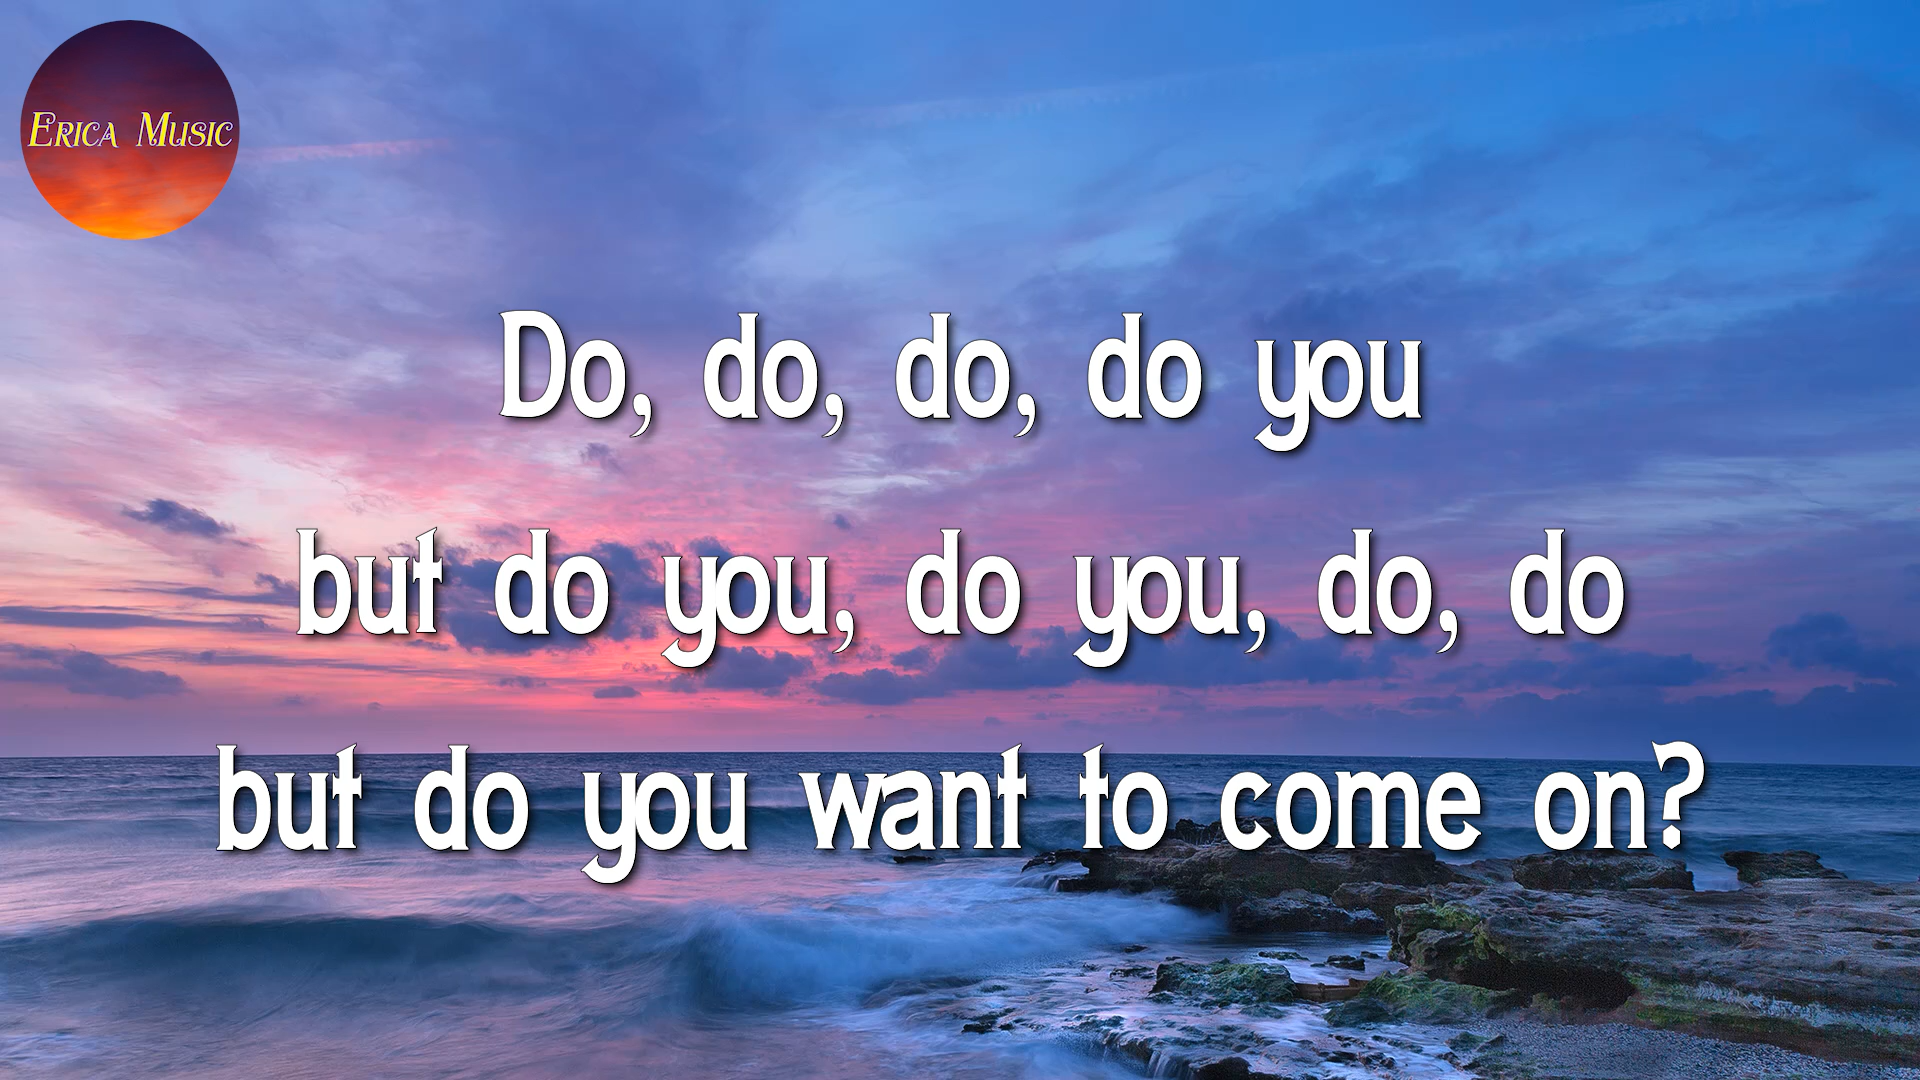 Erica Music
Do, do, do, do you
but do you, do you, do, do
but do you want to come on?